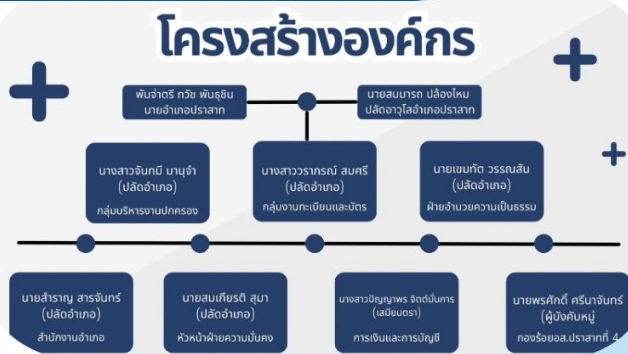 โครงสร้างองค์กร
พันจ่าตรี ทวัช พันธุชิน
นายอำเภอปราสาท
นายสมมารถ ปล้องไหม
ปลัดอาวุโสอำเภอปราสาท
นางสาวจันทมี มานุจำ
(ปลัดอำเภอ)
กลุ่มบริหารงานปกครอง
นางสาววราภรณ์ สมศรี
(ปลัดอำเภอ)
กลุ่มงานทะเบียนและบัตร
นายเขมทัต วรรณสัน
(ปลัดอำเภอ)
ฝ่ายอำนวยความเป็นธรรม
นายสำราญ สารจันทร์
(ปลัดอำเภอ)
สำนักงานอำเภอ
นายสมเกียรติ สุมา
(ปลัดอำเภอ)
หัวหน้าฝ่ายความมั่นคง
นางสาวปัญญาพร จิตต์มั่นการ
(เสมียนตรา)
การเงินและการบัญชี
นายพรศักดิ์ ศรีนาจันทร์
(ผู้บังคับหมู่)
กองร้อยอส.ปราสาทที่ 4